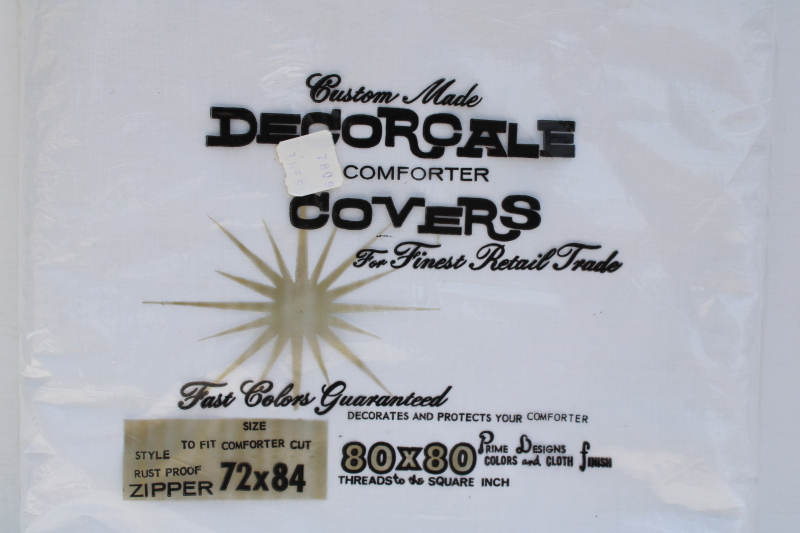 Custom Made
DECORCALE
COMFORTER
COVERS
For Finest Retail Trade
Fast Colors Guaranteed
DECORATES AND PROTECTS YOUR COMFORTER
SIZE
TO FIT COMFORTER CUT
STYLE
RUST PROOF
ZIPPER
72x84
80x80
THREADS to the SQUARE INCH
PRIME DESIGNS
COLORS and CLOTH FINISH